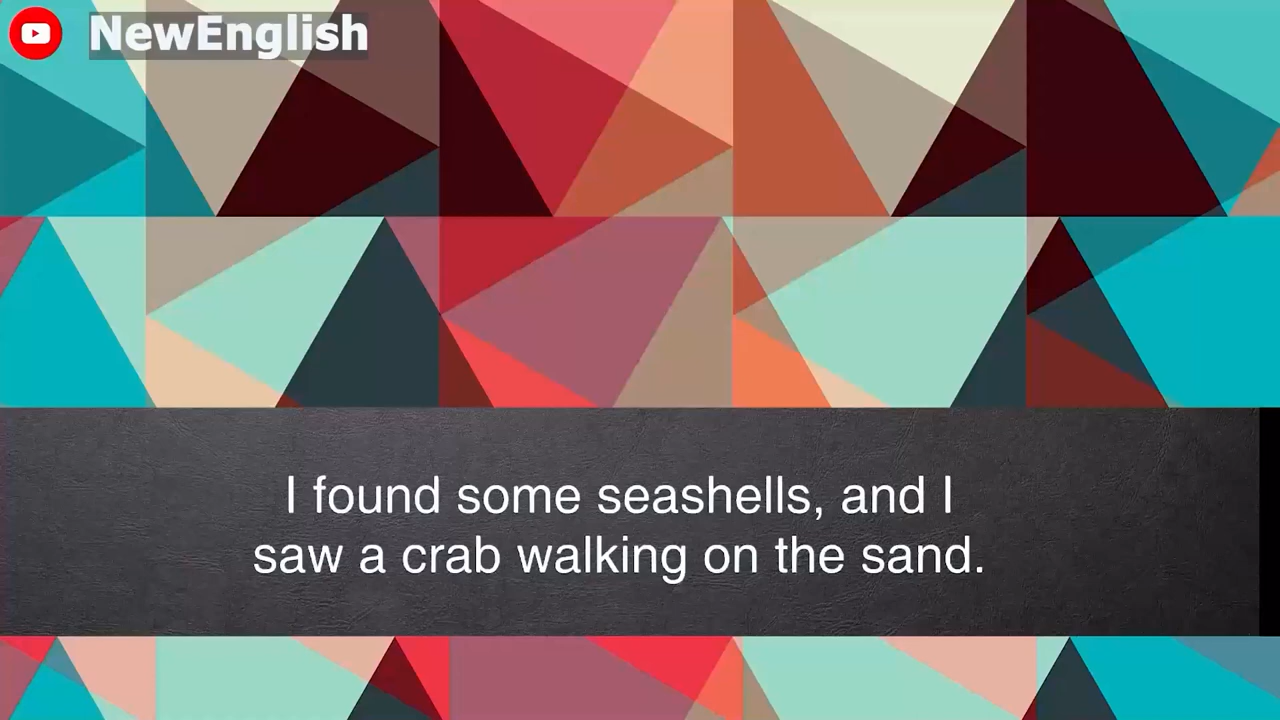 NewEnglish
I found some seashells, and I
saw a crab walking on the sand.